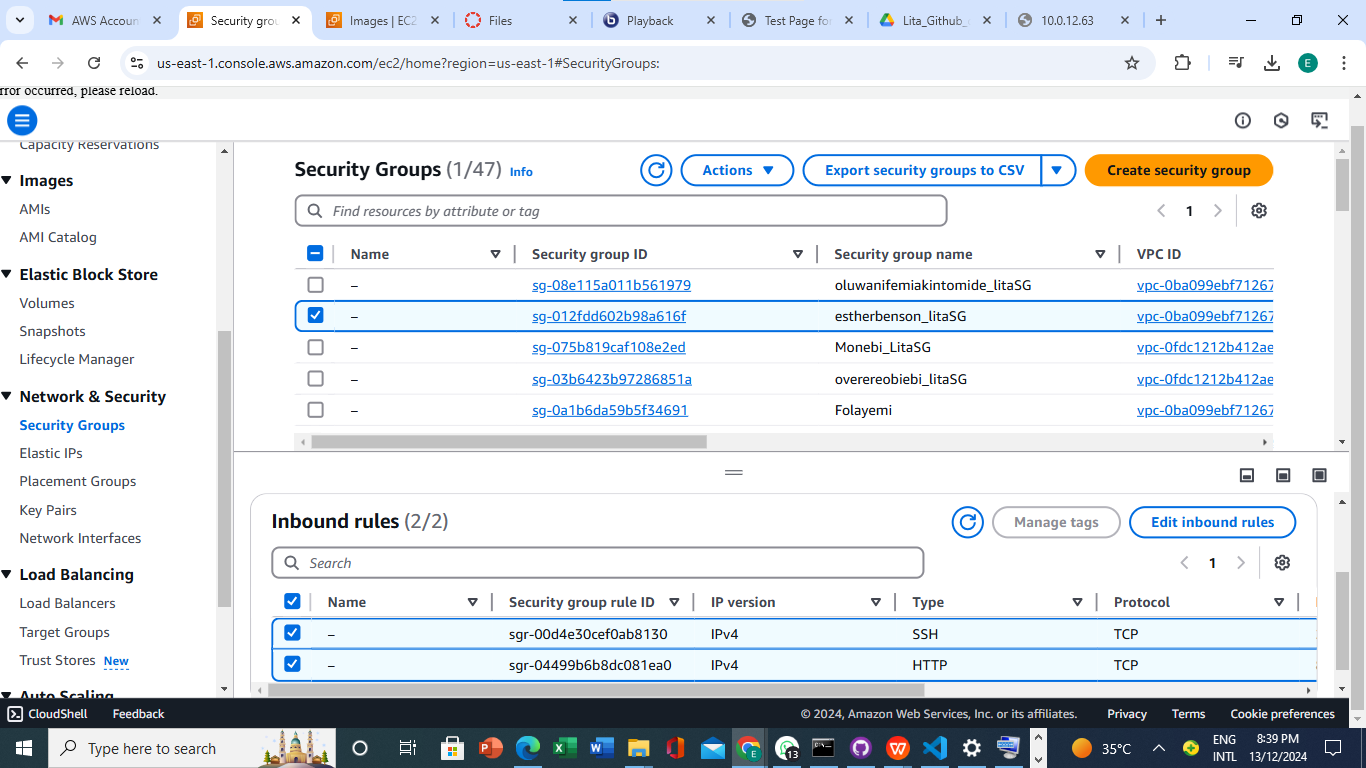 AWS Accoun
Security grou
Images | EC2
Files
Playback
Test Page for
Lita_Github_
10.0.12.63
us-east-1.console.aws.amazon.com/ec2/home?region=us-east-1#SecurityGroups:
E
rror occurred, please reload.
Capacity Reservations
Images
AMIs
AMI Catalog
Elastic Block Store
Volumes
Snapshots
Lifecycle Manager
Network & Security
Security Groups
Elastic IPs
Placement Groups
Key Pairs
Network Interfaces
Load Balancing
Load Balancers
Target Groups
Trust Stores New
Auto Scaling
Security Groups (1/47) Info
Actions
Export security groups to CSV
Create security group
Find resources by attribute or tag
1
Name Security group ID Security group name VPC ID
– sg-08e115a011b561979 oluwanifemiakintomide_litaSG vpc-0ba099ebf71267
– sg-012fdd602b98a616f estherbenson_litaSG vpc-0ba099ebf71267
– sg-075b819caf108e2ed Monebi_LitaSG vpc-0fdc1212b412ae
– sg-03b6423b97286851a overereobiebi_litaSG vpc-0fdc1212b412ae
– sg-0a1b6da59b5f34691 Folayemi vpc-0ba099ebf71267
Inbound rules (2/2)
Manage tags
Edit inbound rules
Search
1
Name Security group rule ID IP version Type Protocol
– sgr-00d4e30cef0ab8130 IPv4 SSH TCP
– sgr-04499b6b8dc081ea0 IPv4 HTTP TCP
CloudShell Feedback © 2024, Amazon Web Services, Inc. or its affiliates. Privacy Terms Cookie preferences
Type here to search
13
35°C
ENG
INTL
8:39 PM
13/12/2024